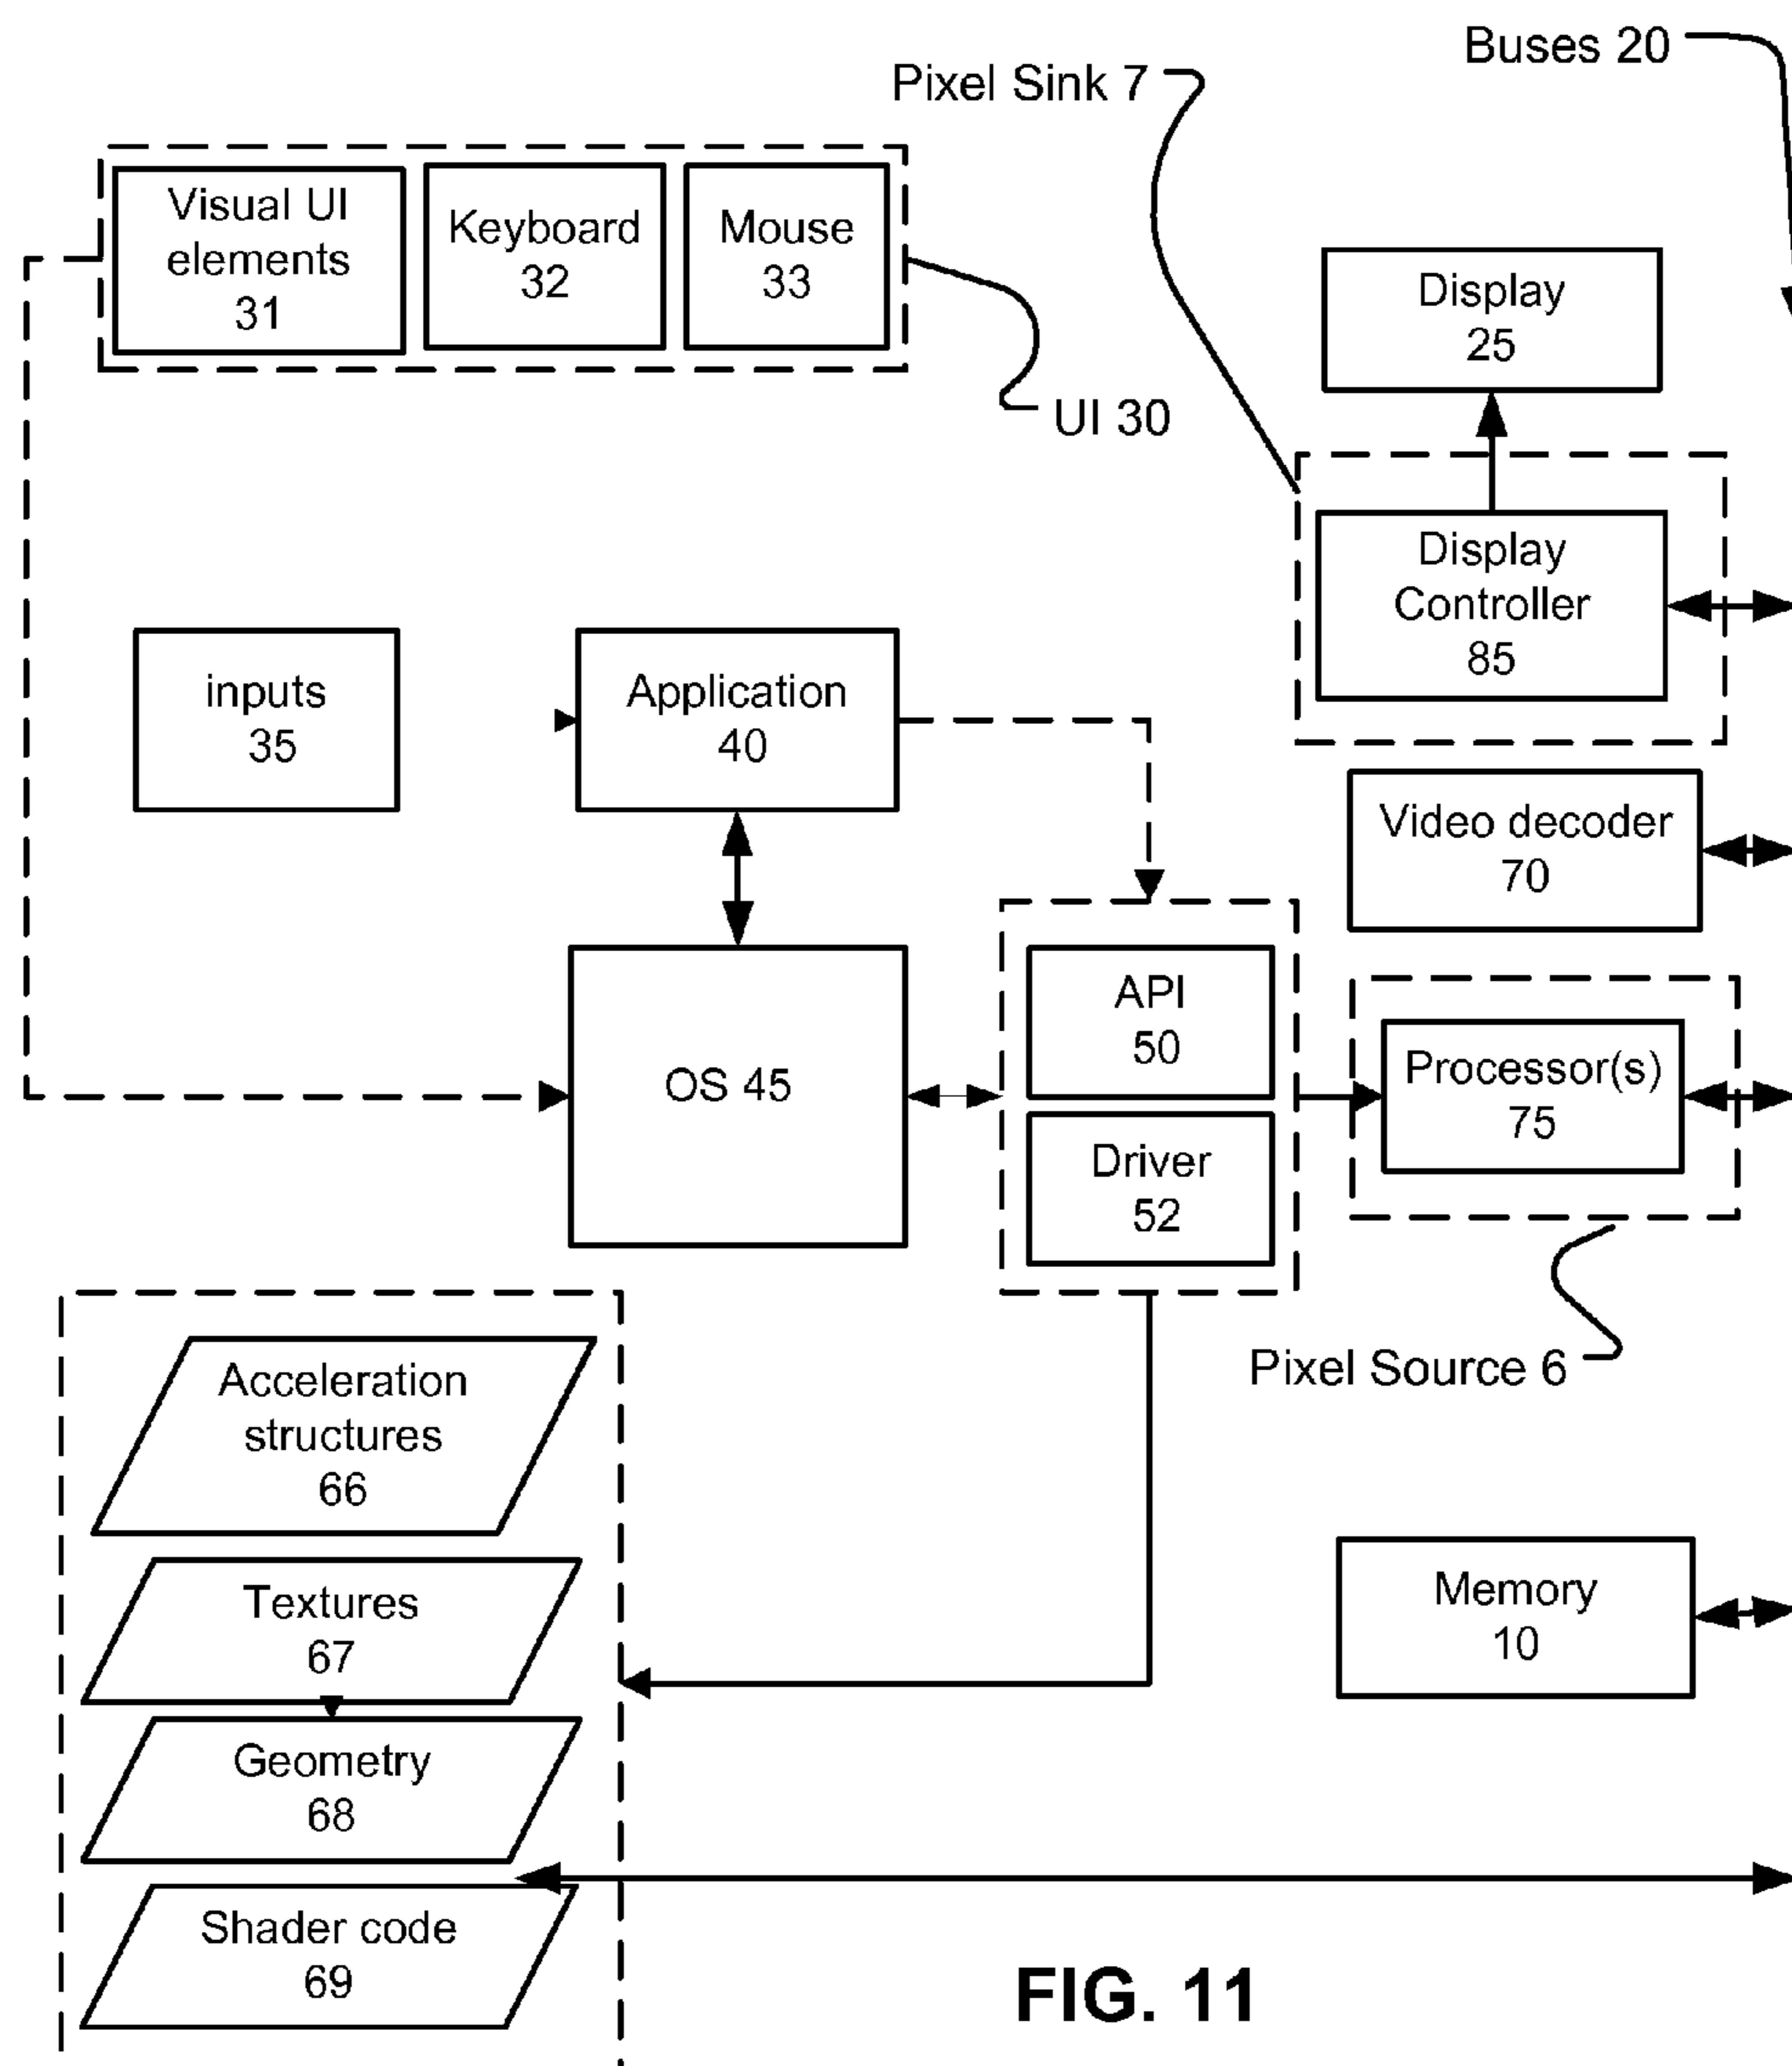 Buses 20
Pixel Sink 7
Visual UI
elements
31
Keyboard
32
Mouse
33
UI 30
Display
25
Display
Controller
85
inputs
35
Application
40
Video decoder
70
API
50
OS 45
Processor(s)
75
Driver
52
Pixel Source 6
Acceleration
structures
66
Textures
67
Memory
10
Geometry
68
Shader code
69
FIG. 11